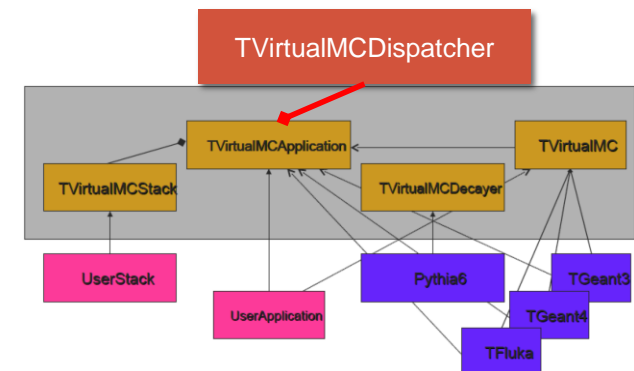 TVirtualMCDispatcher
TVirtualMCApplication
TVirtualMC
TVirtualMCStack
TVirtualMCDecayer
UserStack
Pythia6
TGeant3
UserApplication
TGeant4
TFluka